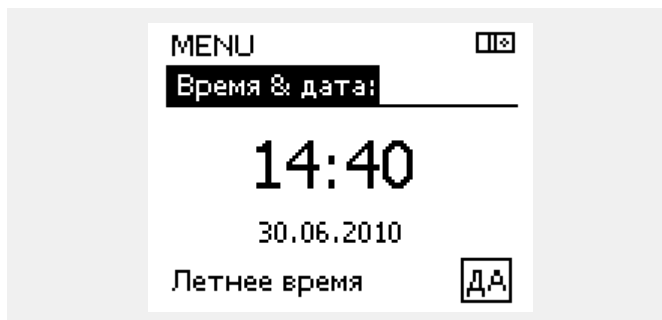 MENU
Время & дата:
14:40
30.06.2010
Летнее время ДА